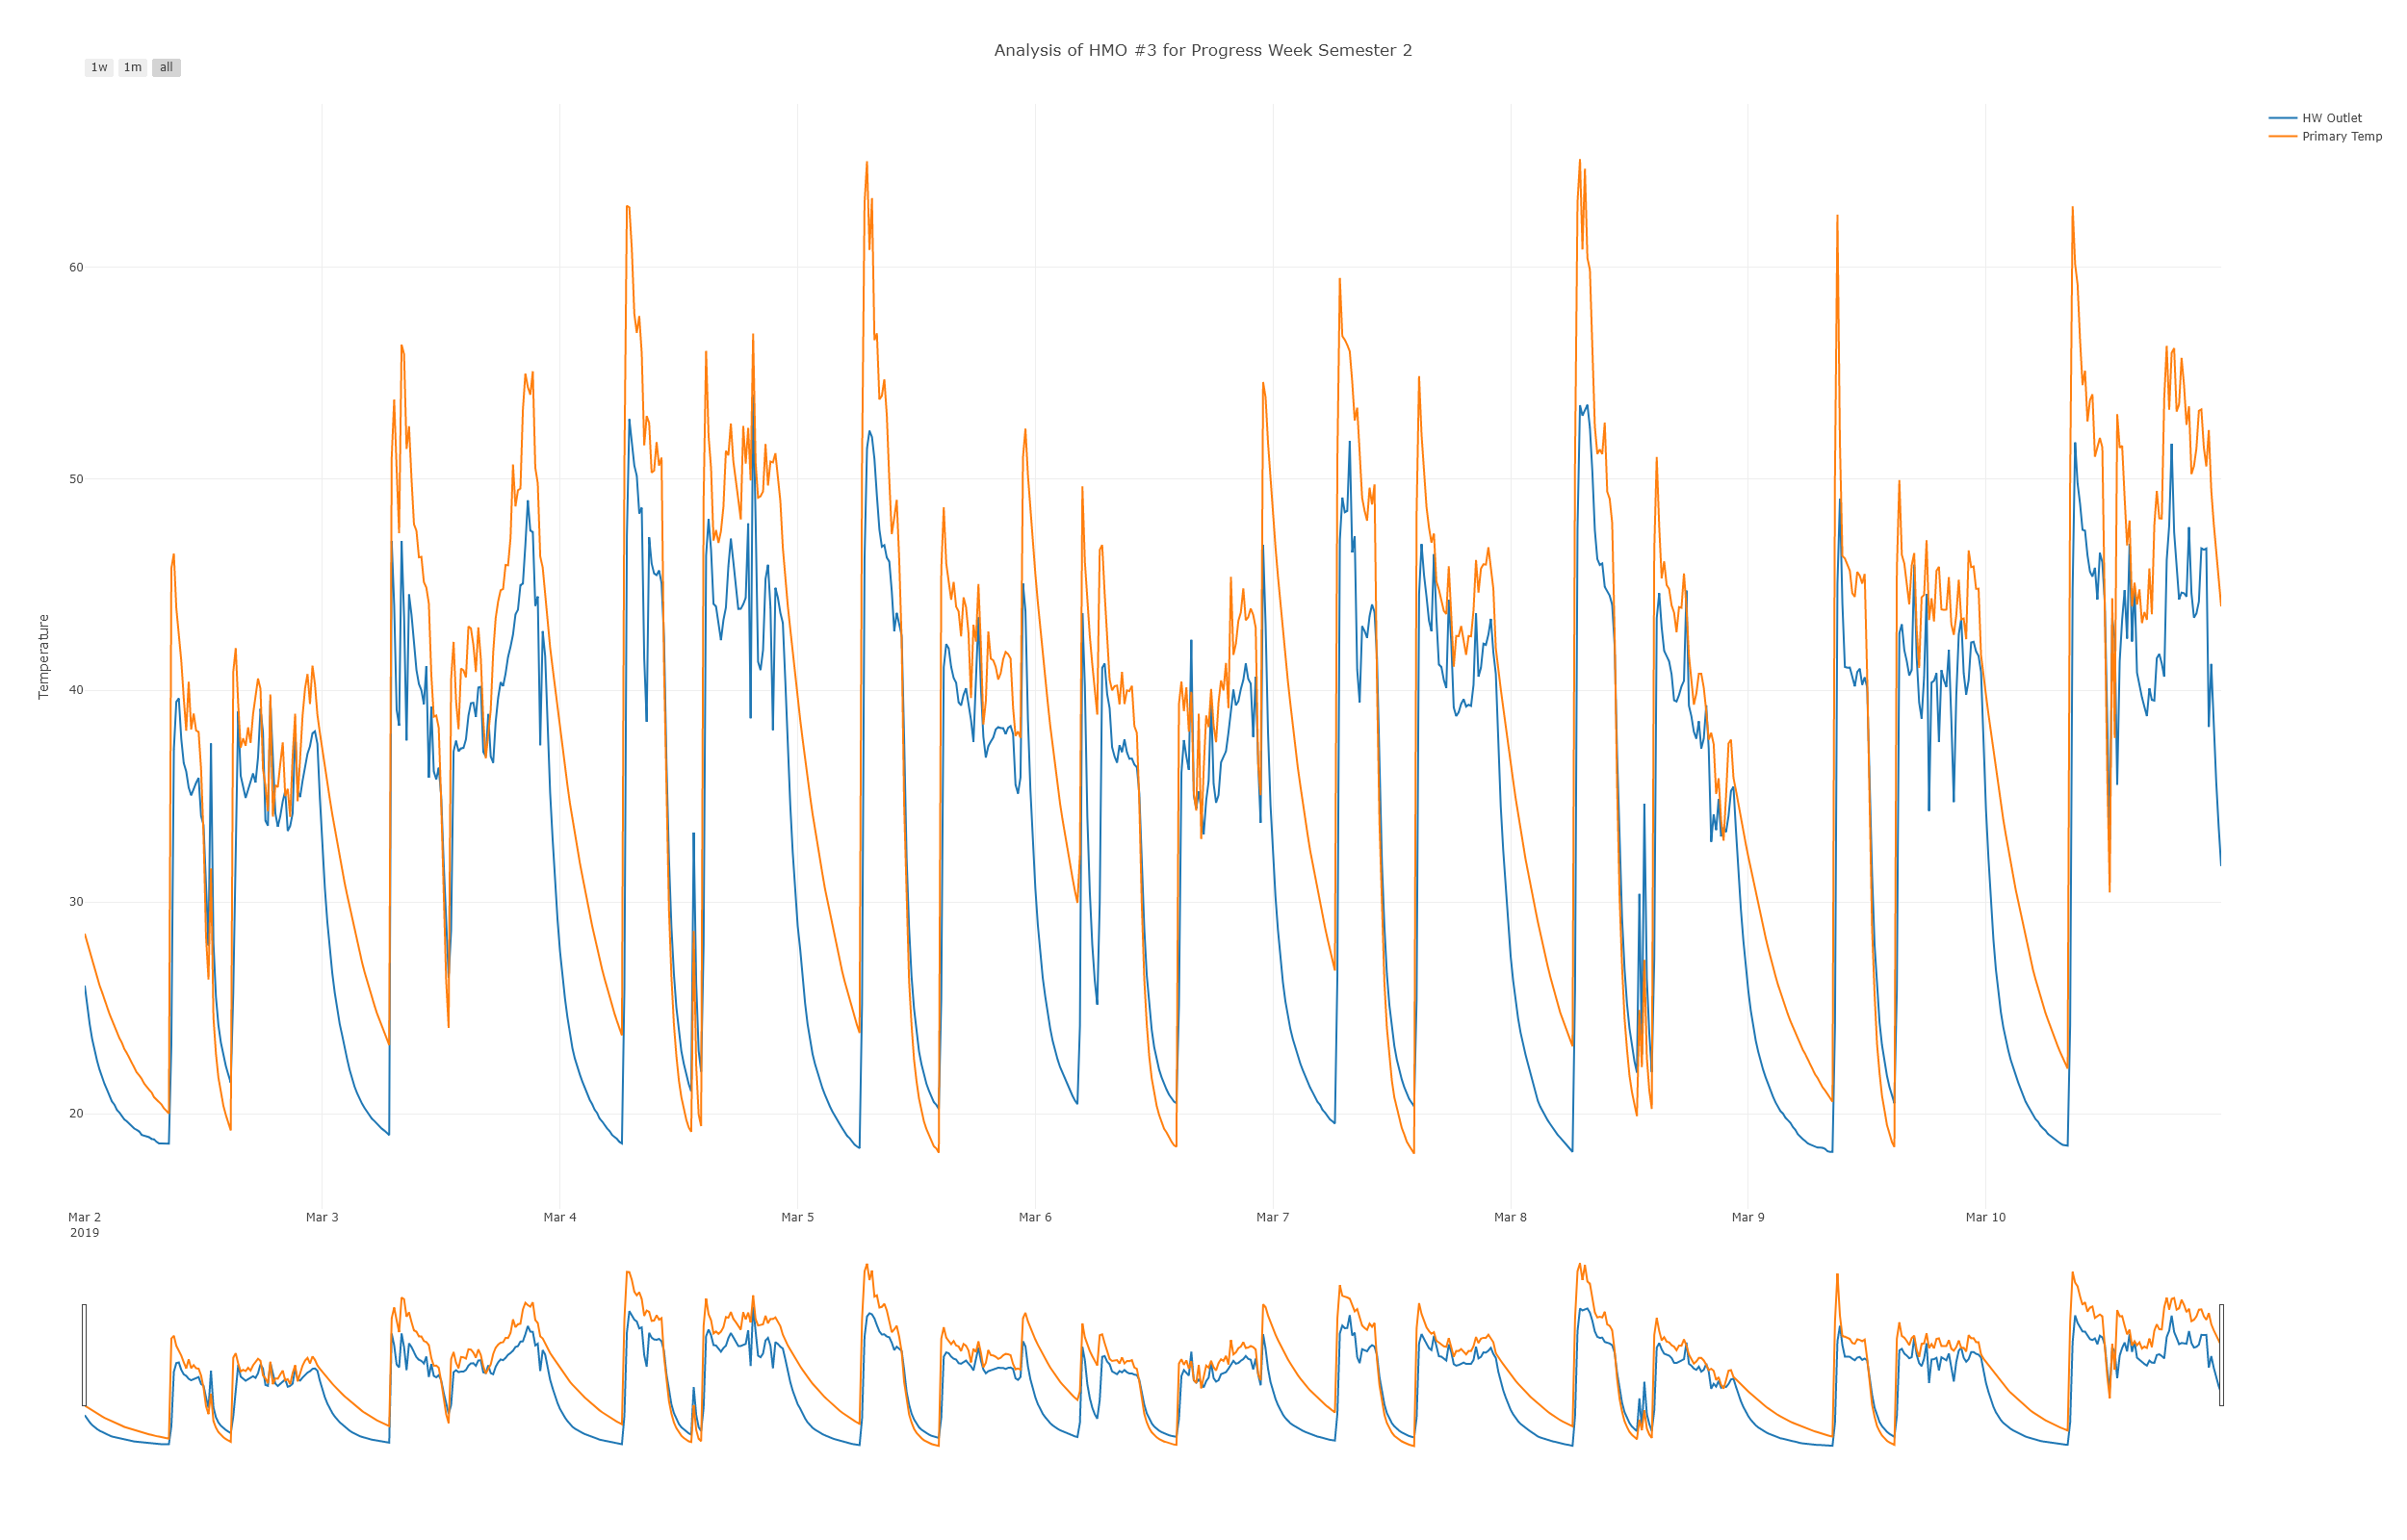 Analysis of HMO #3 for Progress Week Semester 2
1w 1m all
HW Outlet
Primary Temp
Temperature
60
50
40
30
20
Mar 2 Mar 3 Mar 4 Mar 5 Mar 6 Mar 7 Mar 8 Mar 9 Mar 10
2019